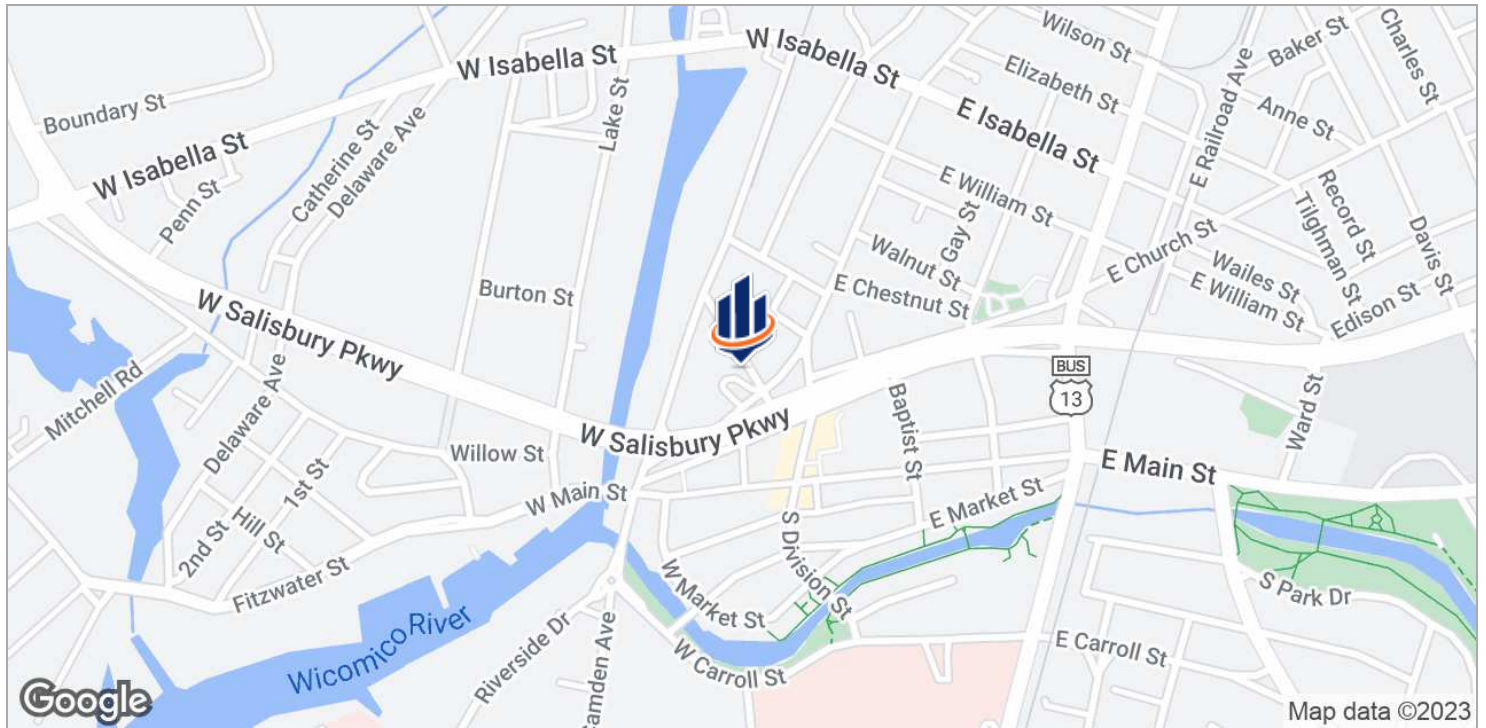 Wilson St
Baker St
Charles St
W Isabella St
W Isabella St
Elizabeth St
E Railroad Ave
Anne St
Boundary St
Lake St
E Isabella St
W Isabella St
Catherine St
Delaware Ave
E William St
Record St
Tilghman St
Davis St
Penn St
Gay St
Walnut St
E Church St
Wailes St
E William St
Edison St
Burton St
E Chestnut St
W Salisbury Pkwy
Mitchell Rd
Delaware Ave
BUS
13
Baptist St
Ward St
W Salisbury Pkwy
Willow St
E Main St
1st St
W Main St
E Market St
Hill St
2nd St
S Division St
Fitzwater St
W Market St
S Park Dr
Wicomico River
Riverside Dr
Camden Ave
W Carroll St
E Carroll St
Google
Map data ©2023